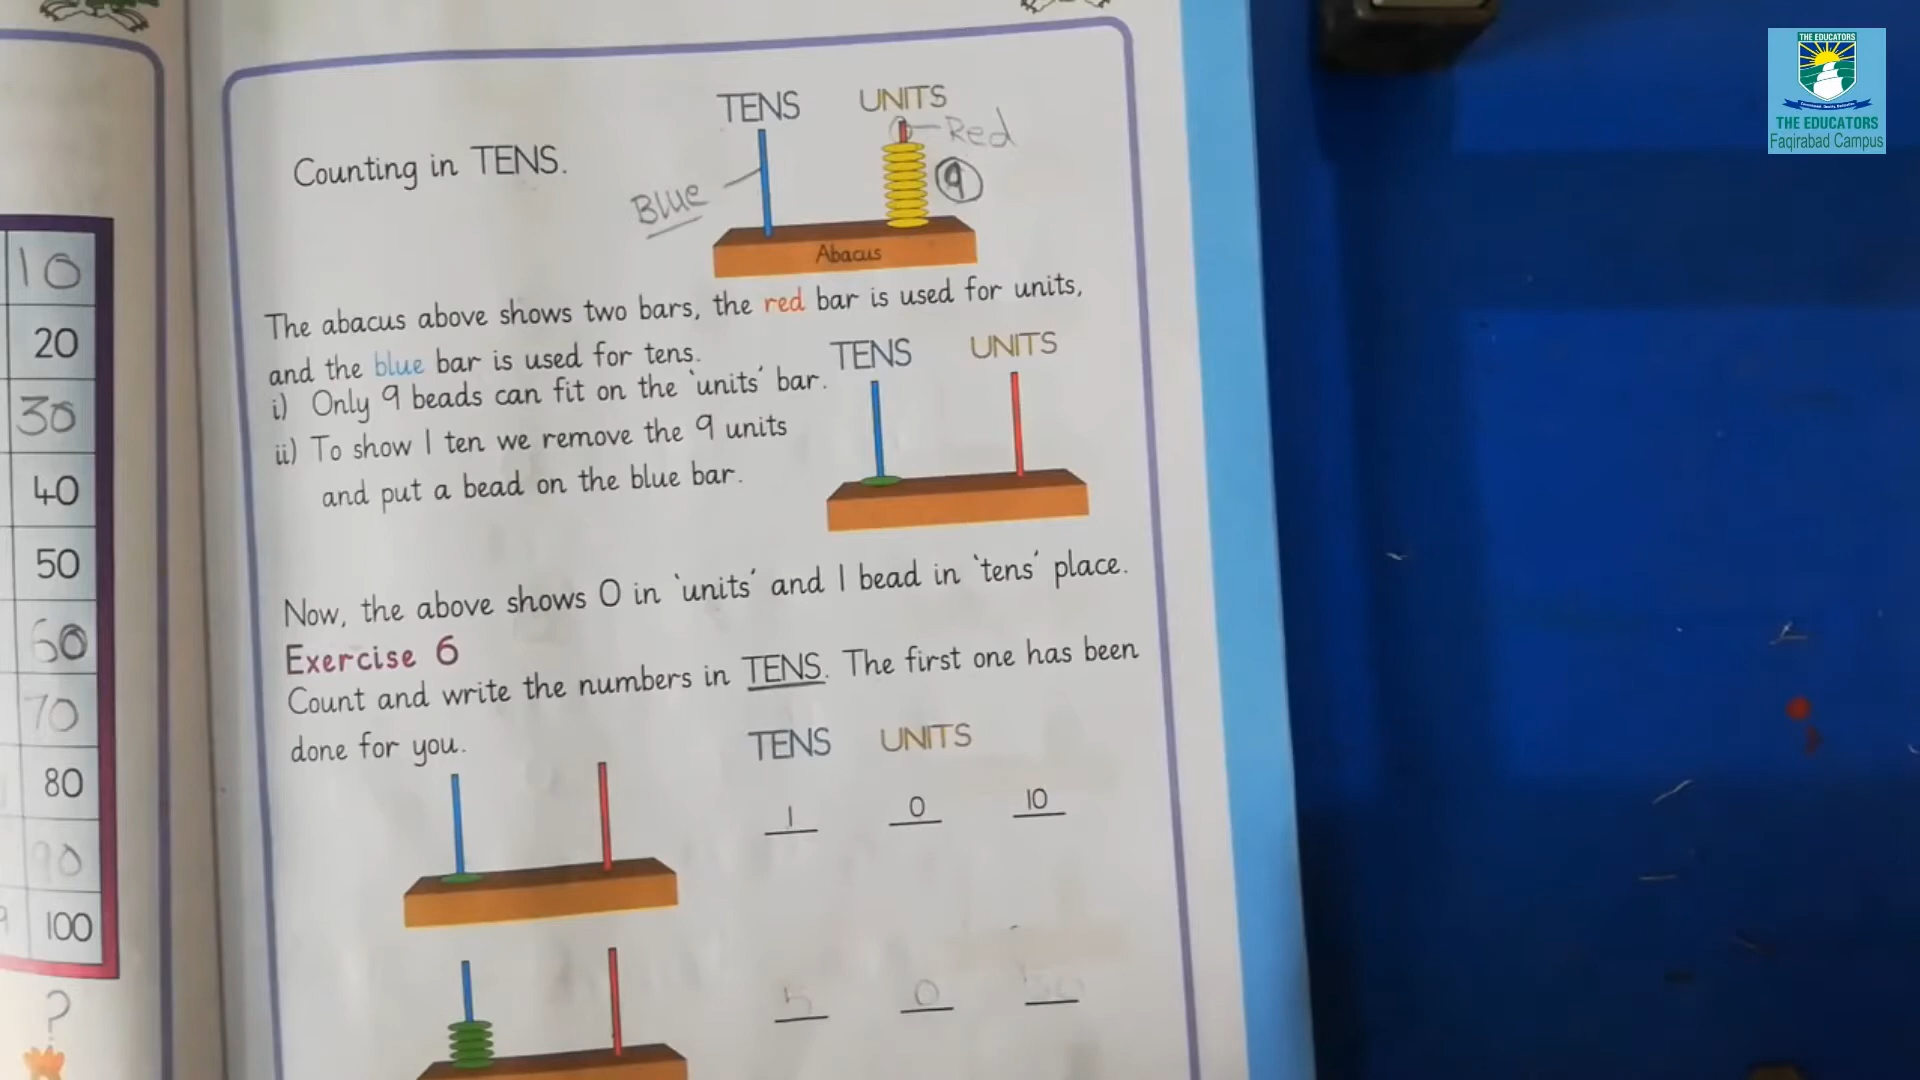 10
20
30
40
50
60
70
80
90
100
?
TENS UNITS
Red
Counting in TENS.
Blue
9
Abacus
The abacus above shows two bars, the red bar is used for units,
and the blue bar is used for tens.
i) Only 9 beads can fit on the 'units' bar.
ii) To show 1 ten we remove the 9 units
and put a bead on the blue bar.
TENS UNITS
Now, the above shows 0 in 'units' and 1 bead in 'tens' place.
Exercise 6
Count and write the numbers in TENS. The first one has been
done for you.
TENS UNITS
1 0 10
5 0
THE EDUCATORS
THE EDUCATORS
Faqirabad Campus